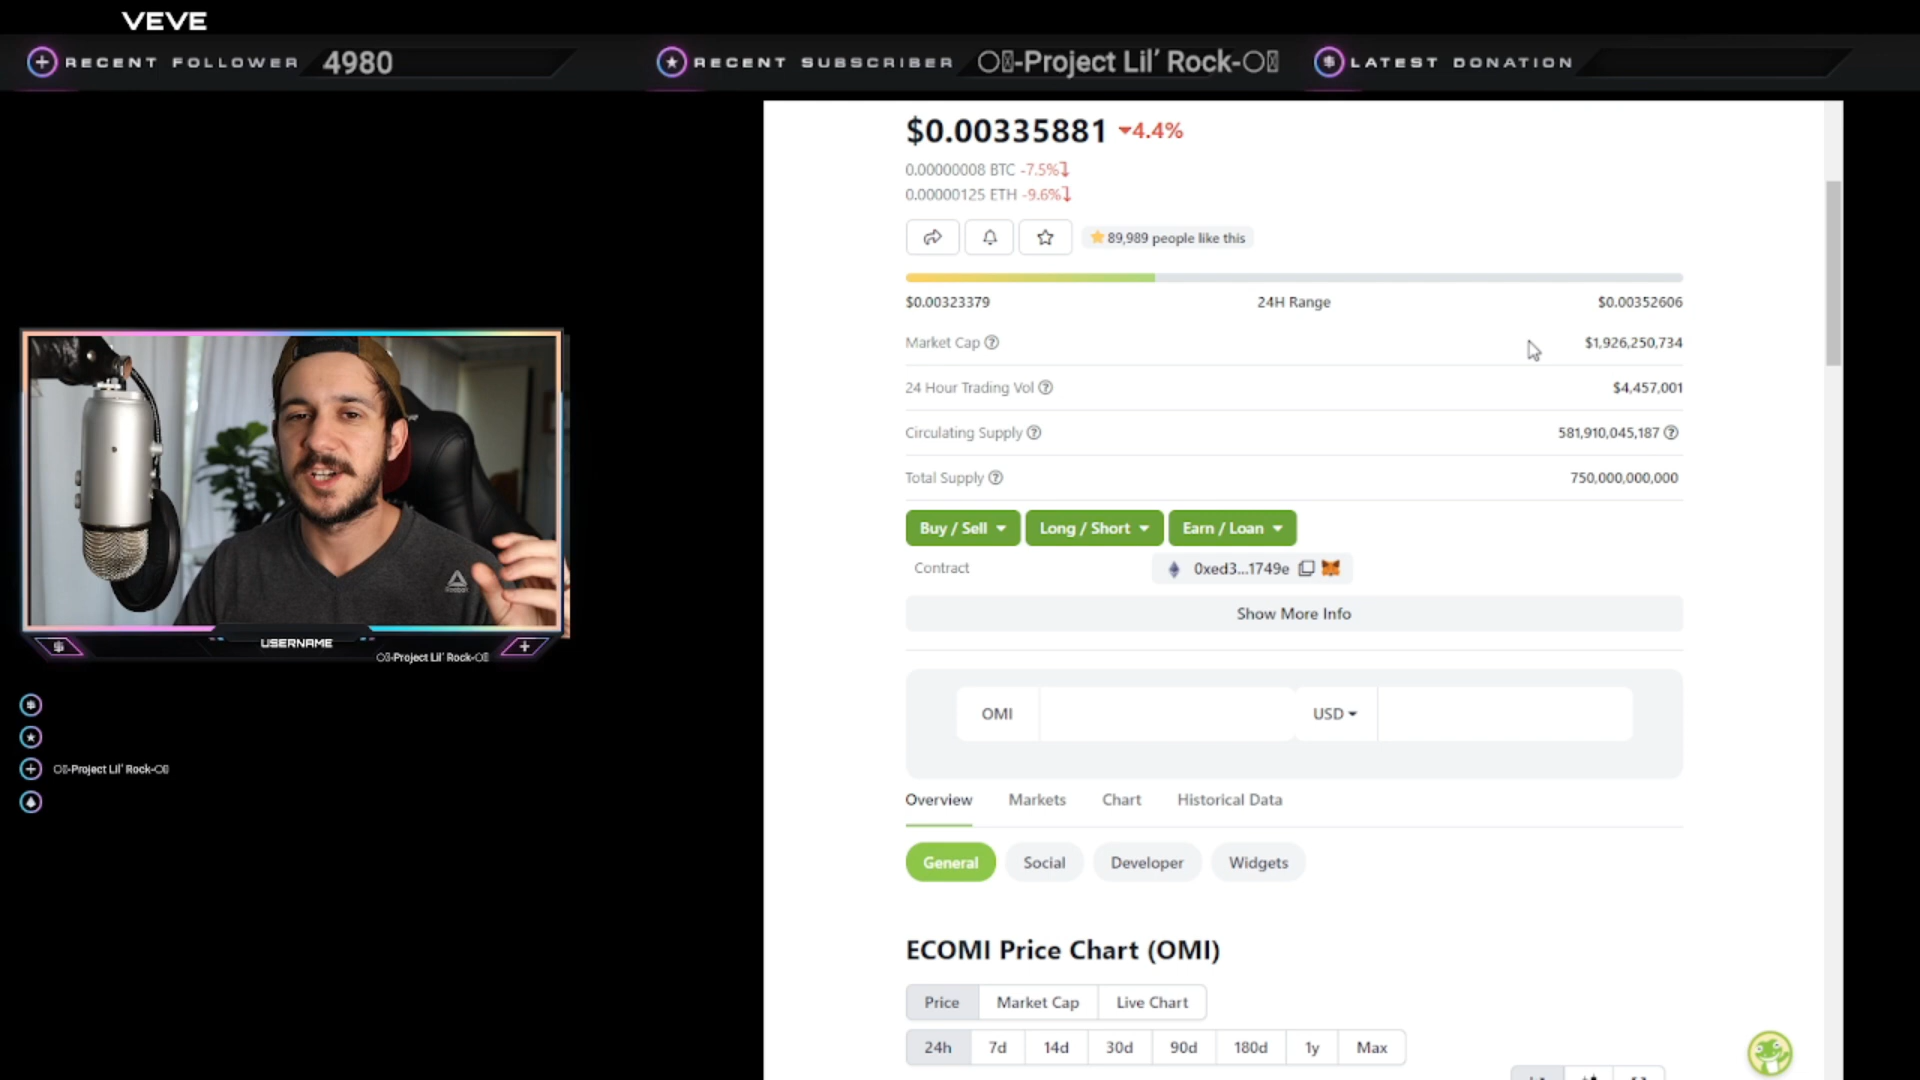 VEVE
RECENT FOLLOWER 4980
RECENT SUBSCRIBER -Project Lil' Rock-
LATEST DONATION
$0.00335881 4.4%
0.00000008 BTC -7.5%
0.00000125 ETH -9.6%
89,989 people like this
$0.00323379 24H Range $0.00352606
Market Cap $1,926,250,734
24 Hour Trading Vol $4,457,001
Circulating Supply 581,910,045,187
Total Supply 750,000,000,000
Buy / Sell Long / Short Earn / Loan
Contract 0xed3...1749e
Show More Info
OMI USD
Overview Markets Chart Historical Data
General Social Developer Widgets
ECOMI Price Chart (OMI)
Price Market Cap Live Chart
24h 7d 14d 30d 90d 180d 1y Max
USERNAME
-Project Lil' Rock-
-Project Lil' Rock-